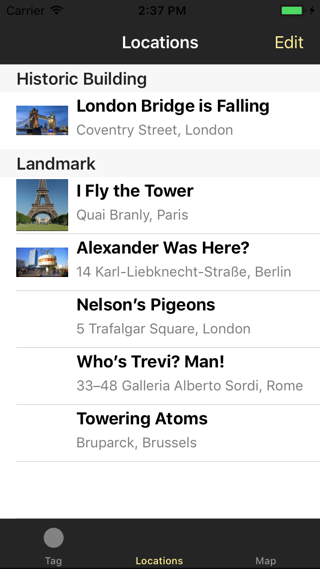 Carrier 2:37 PM
Locations Edit
Historic Building
London Bridge is Falling
Coventry Street, London
Landmark
I Fly the Tower
Quai Branly, Paris
Alexander Was Here?
14 Karl-Liebknecht-Straße, Berlin
Nelson’s Pigeons
5 Trafalgar Square, London
Who’s Trevi? Man!
33–48 Galleria Alberto Sordi, Rome
Towering Atoms
Bruparck, Brussels
Tag Locations Map